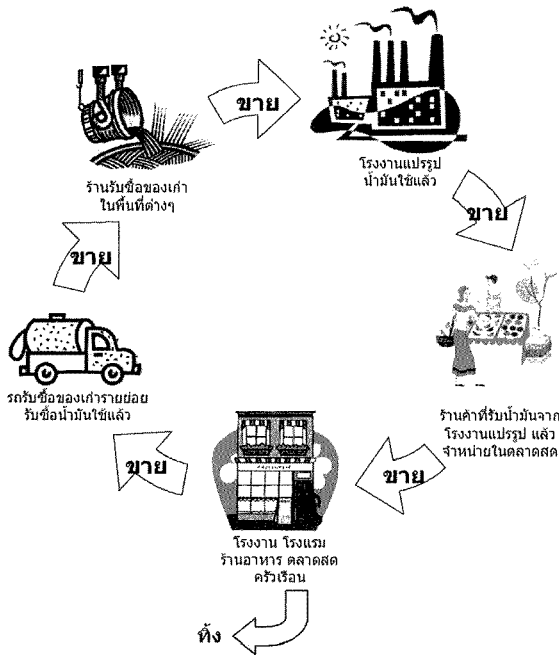 ขาย
ร้านรับซื้อของเก่า
ในพื้นที่ต่างๆ
โรงงานแปรรูป
น้ำมันใช้แล้ว
ขาย
ขาย
รถรับซื้อของเก่ารายย่อย
รับซื้อน้ำมันใช้แล้ว
ร้านค้าที่รับน้ำมันจาก
โรงงานแปรรูป แล้ว
จำหน่ายในตลาดสด
ขาย
ขาย
โรงงาน โรงแรม
ร้านอาหาร ตลาดสด
ครัวเรือน
ทิ้ง